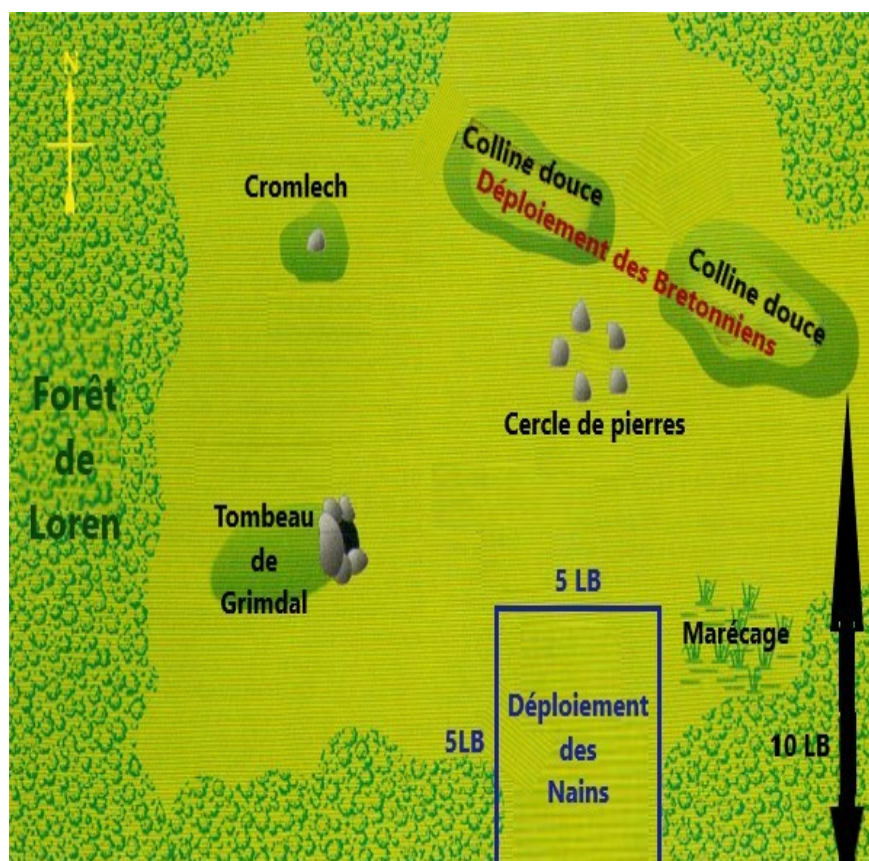 N
Colline douce
Déploiement des Bretonniens
Colline douce
Cromlech
Cercle de pierres
Forêt
de
Loren
Tombeau
de
Grimdal
5 LB
Marécage
5LB
Déploiement
des
Nains
10 LB